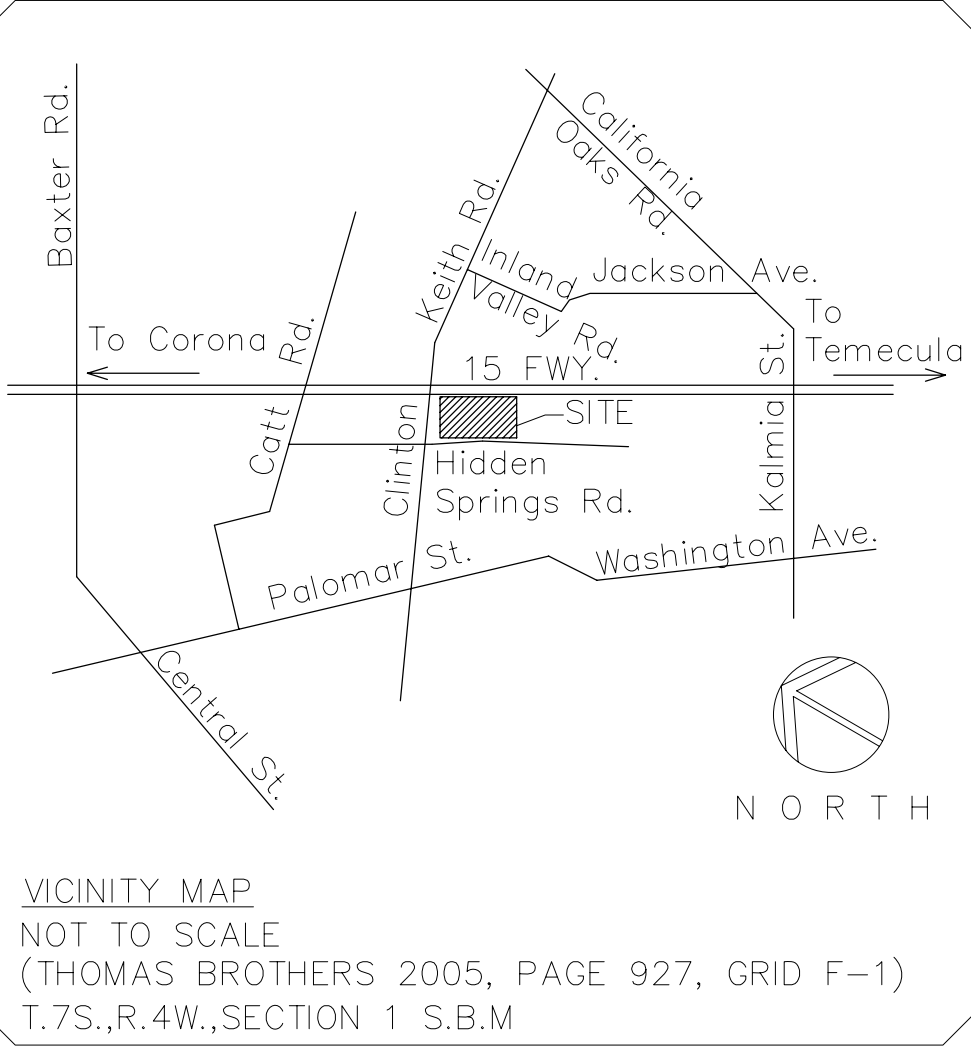 Baxter Rd.
California
Oaks Rd.
Keith Rd.
Inland
Valley Rd.
Jackson Ave.
To Corona
Catt Rd.
15 FWY.
To
Temecula
SITE
Clinton
Hidden
Springs Rd.
Kalmia St.
Palomar St.
Washington Ave.
Central St.
NORTH
VICINITY MAP
NOT TO SCALE
(THOMAS BROTHERS 2005, PAGE 927, GRID F-1)
T.7S.,R.4W.,SECTION 1 S.B.M